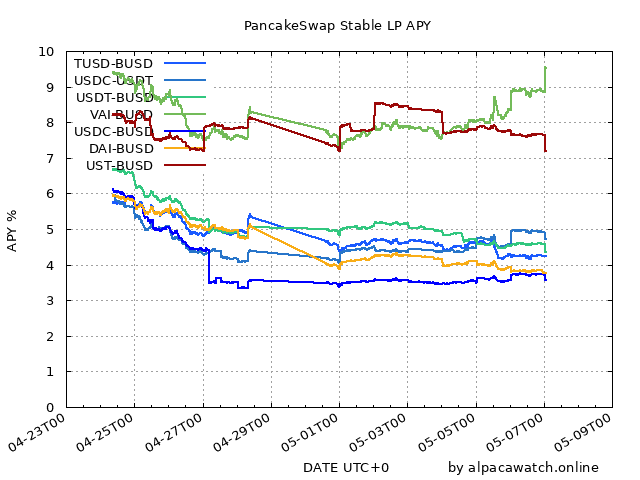 PancakeSwap Stable LP APY
10
9
8
7
6
5
4
3
2
1
0
APY %
TUSD-BUSD
USDC-USDT
USDT-BUSD
VAI-BUSD
USDC-BUSD
DAI-BUSD
UST-BUSD
04-23T00
04-25T00
04-27T00
04-29T00
05-01T00
05-03T00
05-05T00
05-07T00
05-09T00
DATE UTC+0
by alpacawatch.online